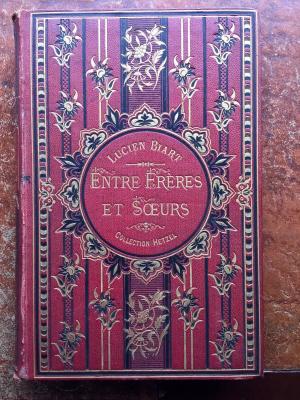 LUCIEN BIART
ENTRE FRÈRES
ET SŒURS
COLLECTION HETZEL